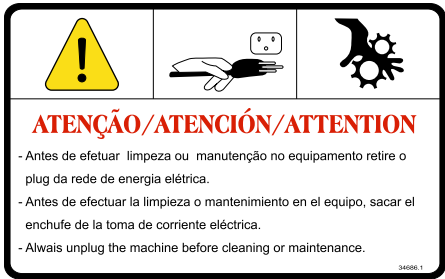 ATENÇÃO/ATENCIÓN/ATTENTION
- Antes de efetuar limpeza ou manutenção no equipamento retire o
plug da rede de energia elétrica.
- Antes de efectuar la limpieza o mantenimiento en el equipo, sacar el
enchufe de la toma de corriente eléctrica.
- Alwais unplug the machine before cleaning or maintenance.
34686.1